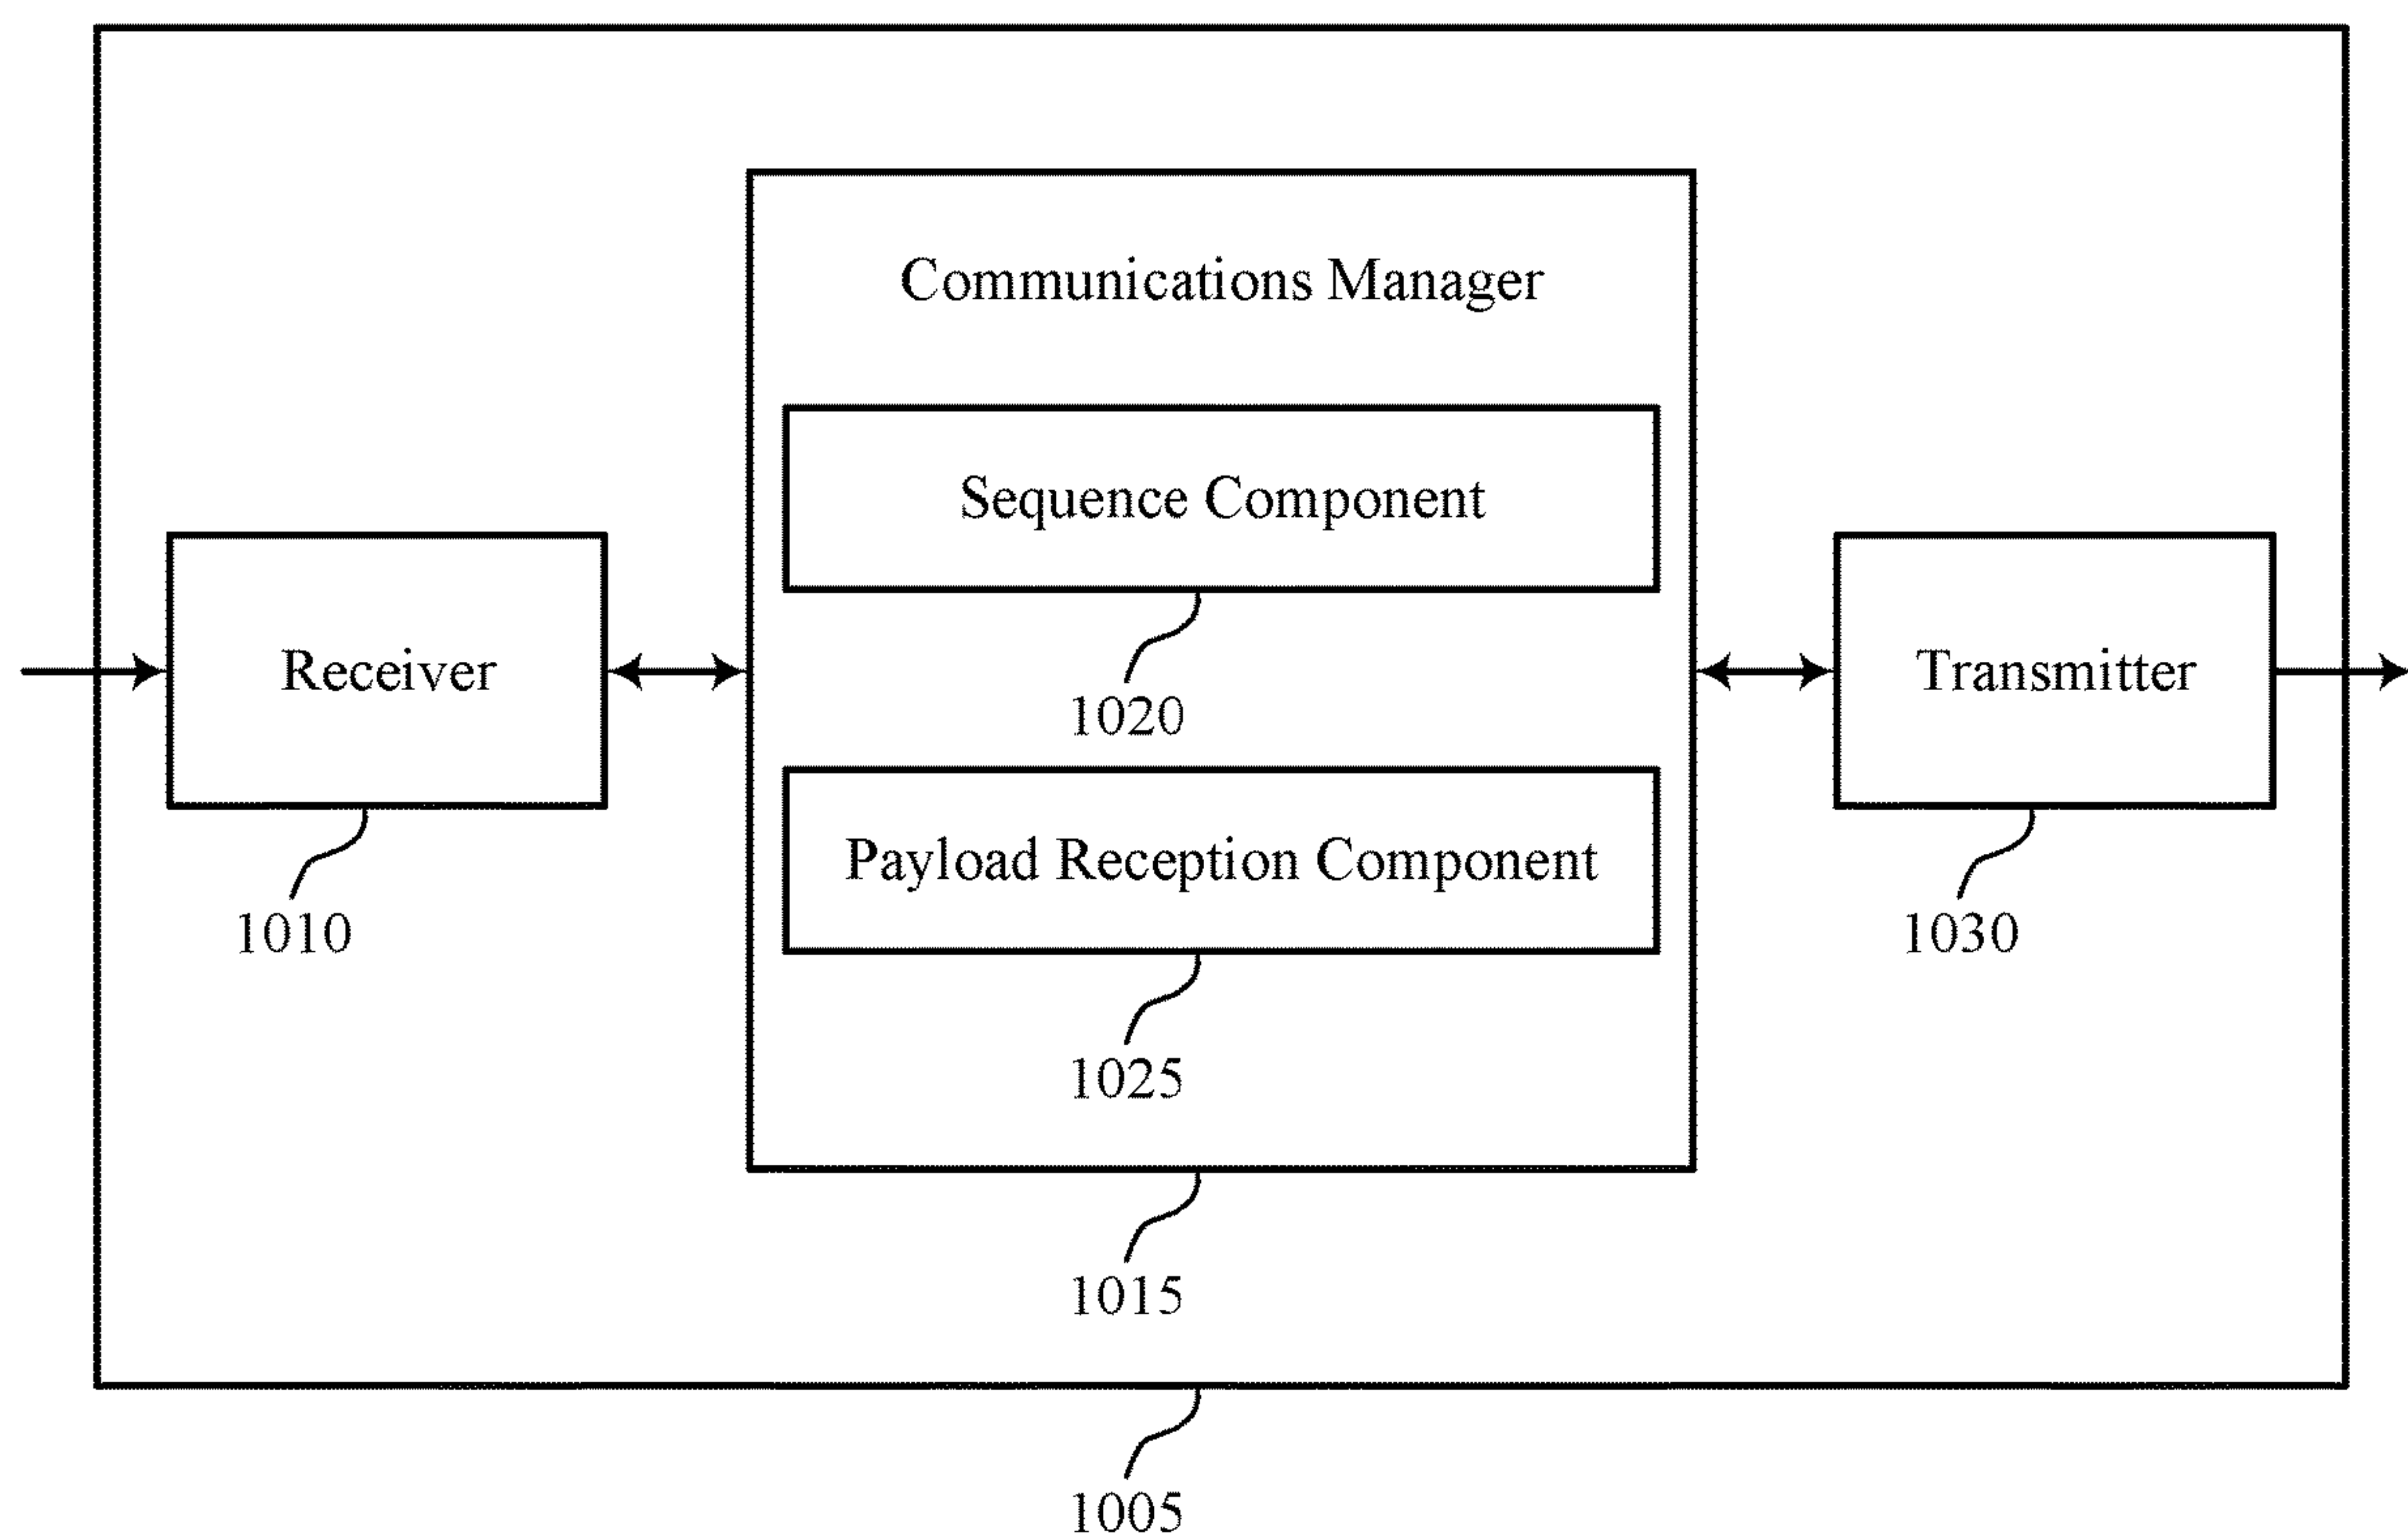 Communications Manager
Sequence Component
Receiver
Transmitter
1020
Payload Reception Component
1010
1030
1025
1015
1005